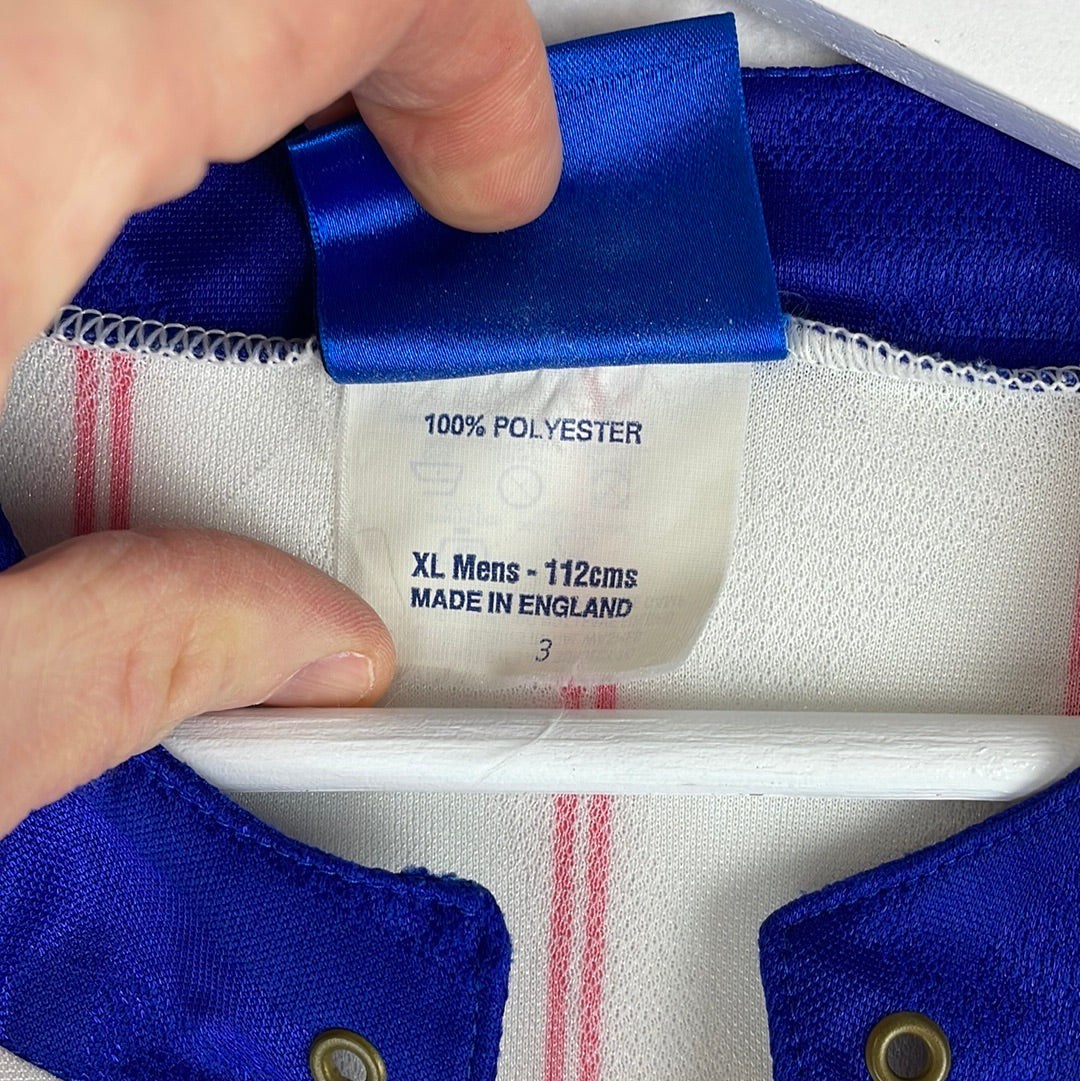 100% POLYESTER
XL Mens - 112cms
MADE IN ENGLAND
3